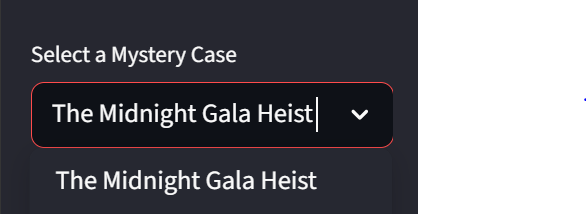 Select a Mystery Case
The Midnight Gala Heist
The Midnight Gala Heist